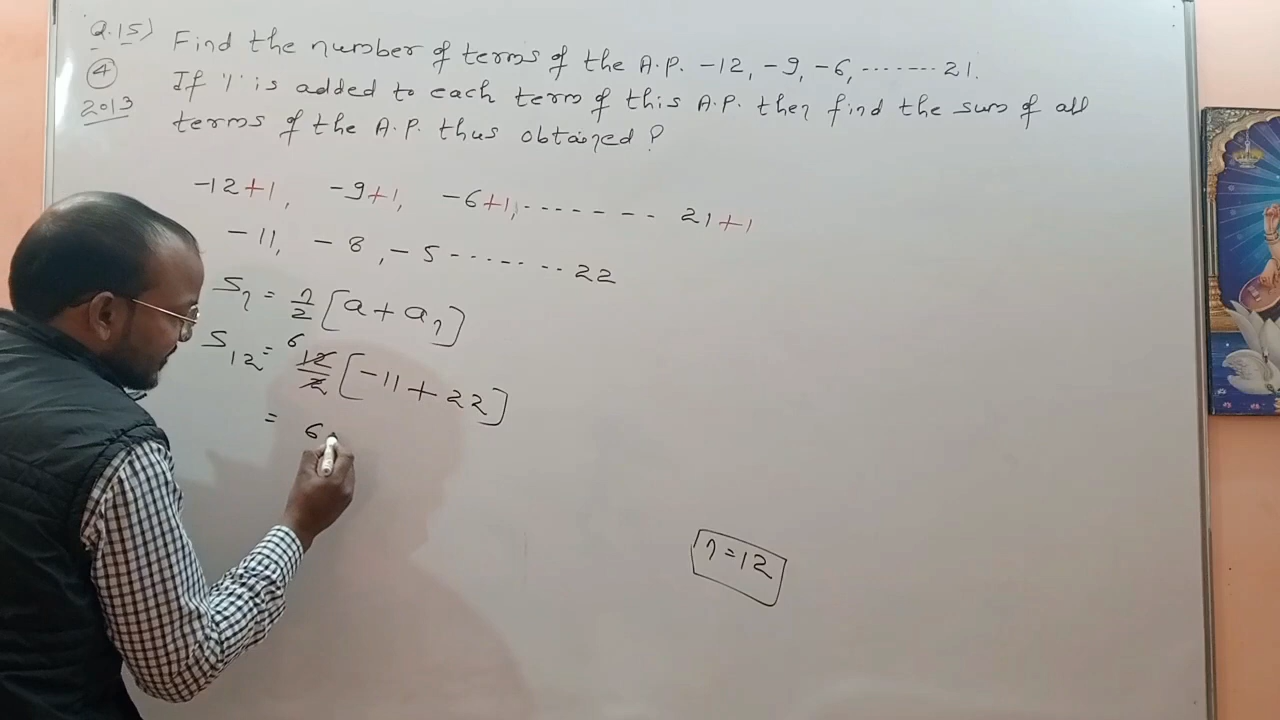 Q.15) Find the number of terms of the A.P. -12, -9, -6, ....... 21.
④ If '1' is added to each term of this A.P. then find the sum of all
2013 terms of the A.P. thus obtained?
-12+1, -9+1, -6+1, ------- 21+1
-11, -8, -5 ------- 22
Sn = n/2 [a + an]
S12 = 6 12/2 [-11 + 22]
= 6
n = 12